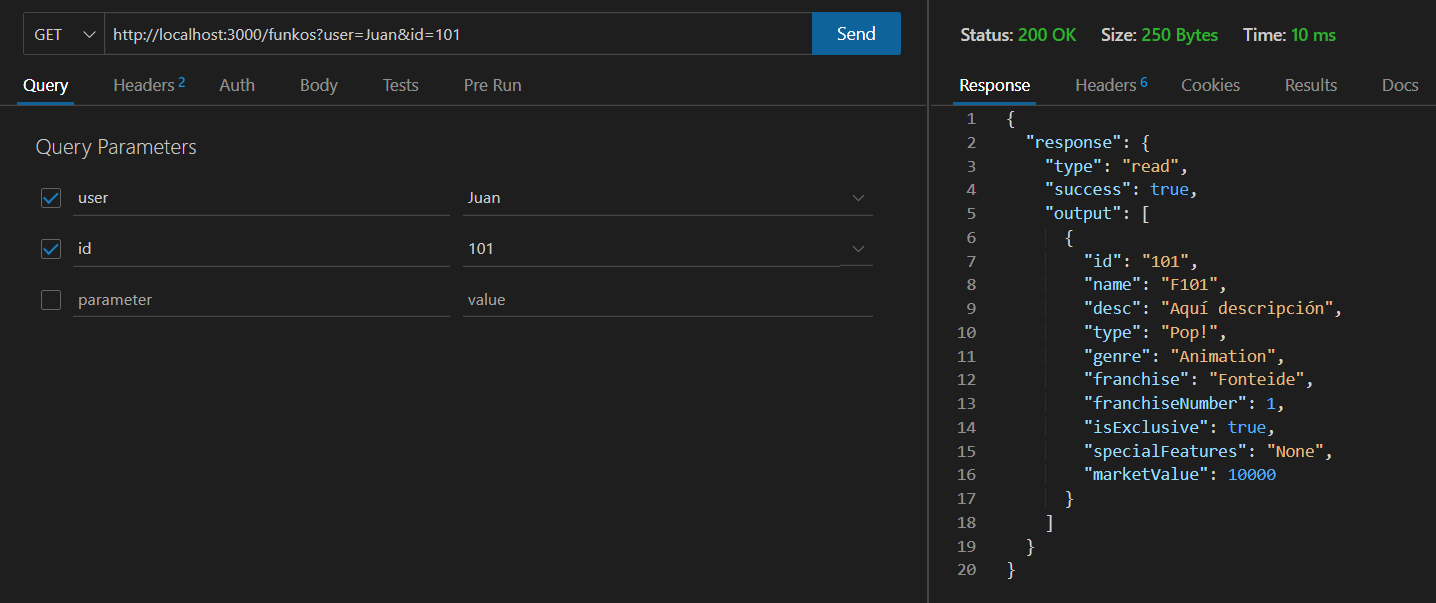 GET http://localhost:3000/funkos?user=Juan&id=101 Send
Query Headers 2 Auth Body Tests Pre Run
Query Parameters
user Juan
id 101
parameter value
Status: 200 OK Size: 250 Bytes Time: 10 ms
Response Headers 6 Cookies Results Docs
1 {
2 "response": {
3 "type": "read",
4 "success": true,
5 "output": [
6 {
7 "id": "101",
8 "name": "F101",
9 "desc": "Aquí descripción",
10 "type": "Pop!",
11 "genre": "Animation",
12 "franchise": "Fonteide",
13 "franchiseNumber": 1,
14 "isExclusive": true,
15 "specialFeatures": "None",
16 "marketValue": 10000
17 }
18 ]
19 }
20 }